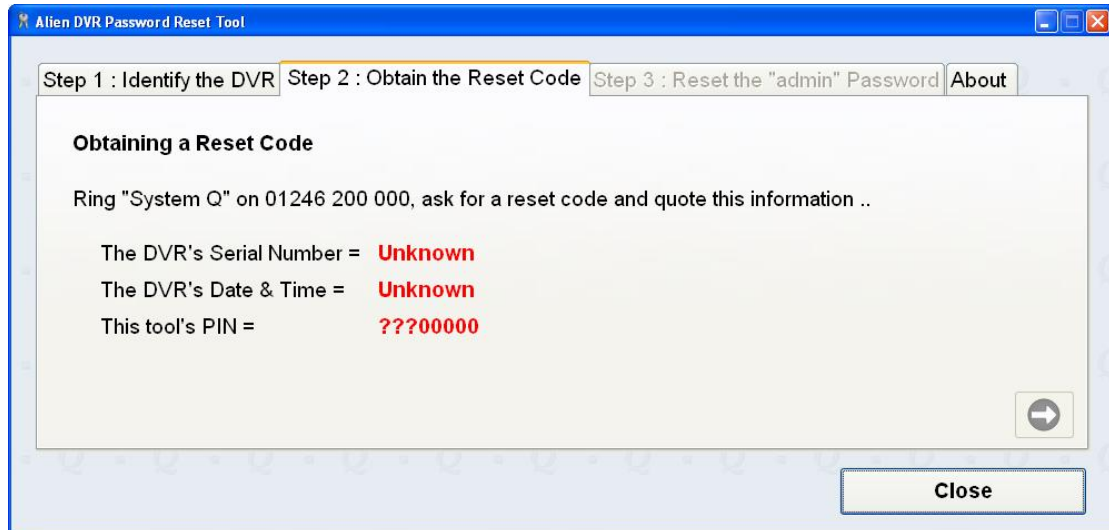 Alien DVR Password Reset Tool
Step 1 : Identify the DVR Step 2 : Obtain the Reset Code Step 3 : Reset the "admin" Password About
Obtaining a Reset Code
Ring "System Q" on 01246 200 000, ask for a reset code and quote this information ..
The DVR's Serial Number = Unknown
The DVR's Date & Time = Unknown
This tool's PIN = ???00000
Close